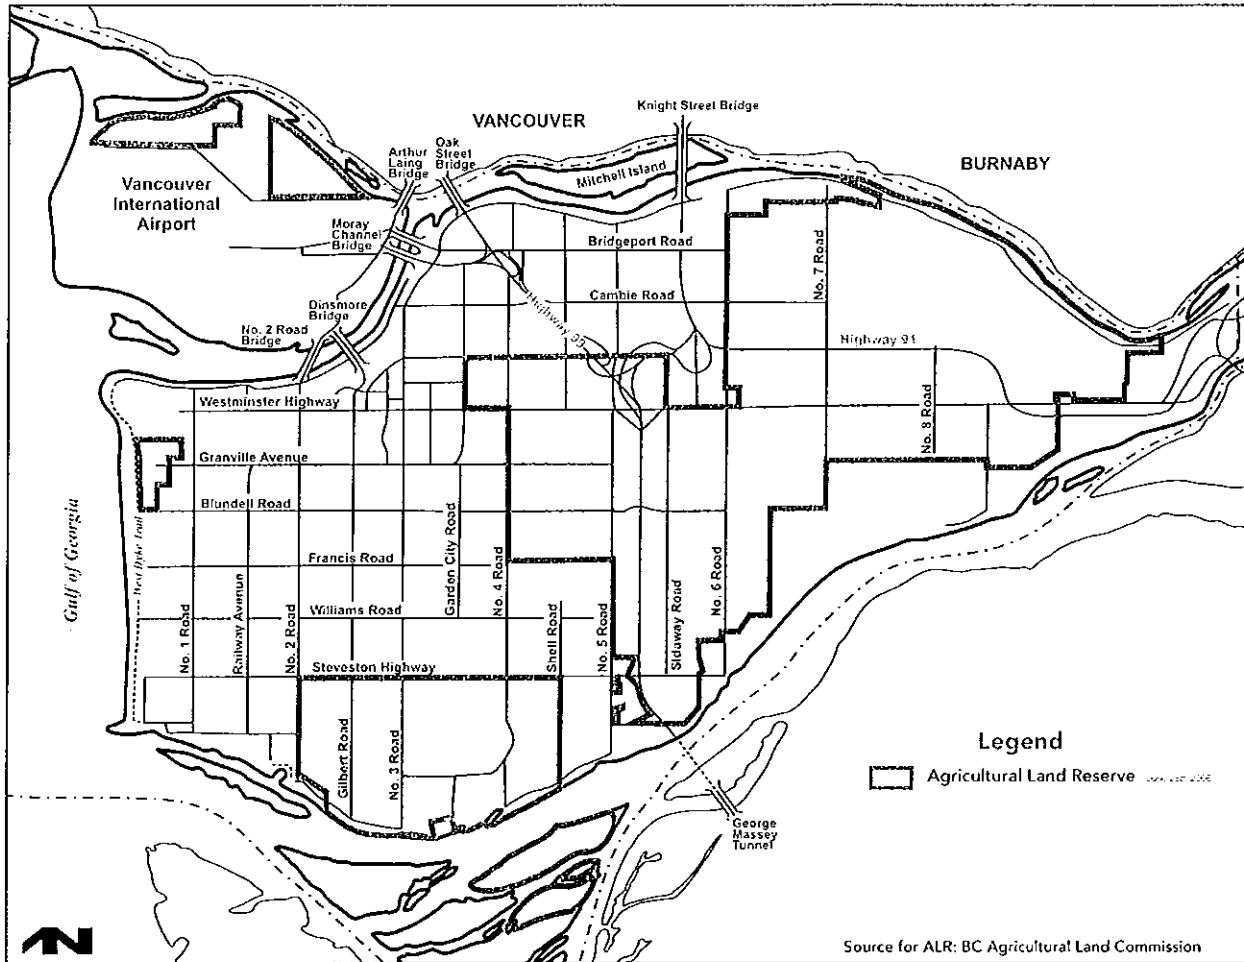 Knight Street Bridge
VANCOUVER
Oak
Street
Bridge
Arthur
Laing
Bridge
Mitchell Island
BURNABY
Vancouver
International
Airport
Moray
Channel
Bridge
Bridgeport Road
No. 7 Road
Cambie Road
Dinsmore
Bridge
No. 2 Road
Bridge
Highway 91
Westminster Highway
No. 8 Road
Granville Avenue
Blundell Road
Gulf of Georgia
West Dyke Trail
Francis Road
Garden City Road
No. 4 Road
No. 6 Road
Williams Road
No. 1 Road
Railway Avenue
No. 2 Road
Shell Road
No. 5 Road
Sidaway Road
Steveston Highway
Gilbert Road
No. 3 Road
Legend
Agricultural Land Reserve
George
Massey
Tunnel
N
Source for ALR: BC Agricultural Land Commission